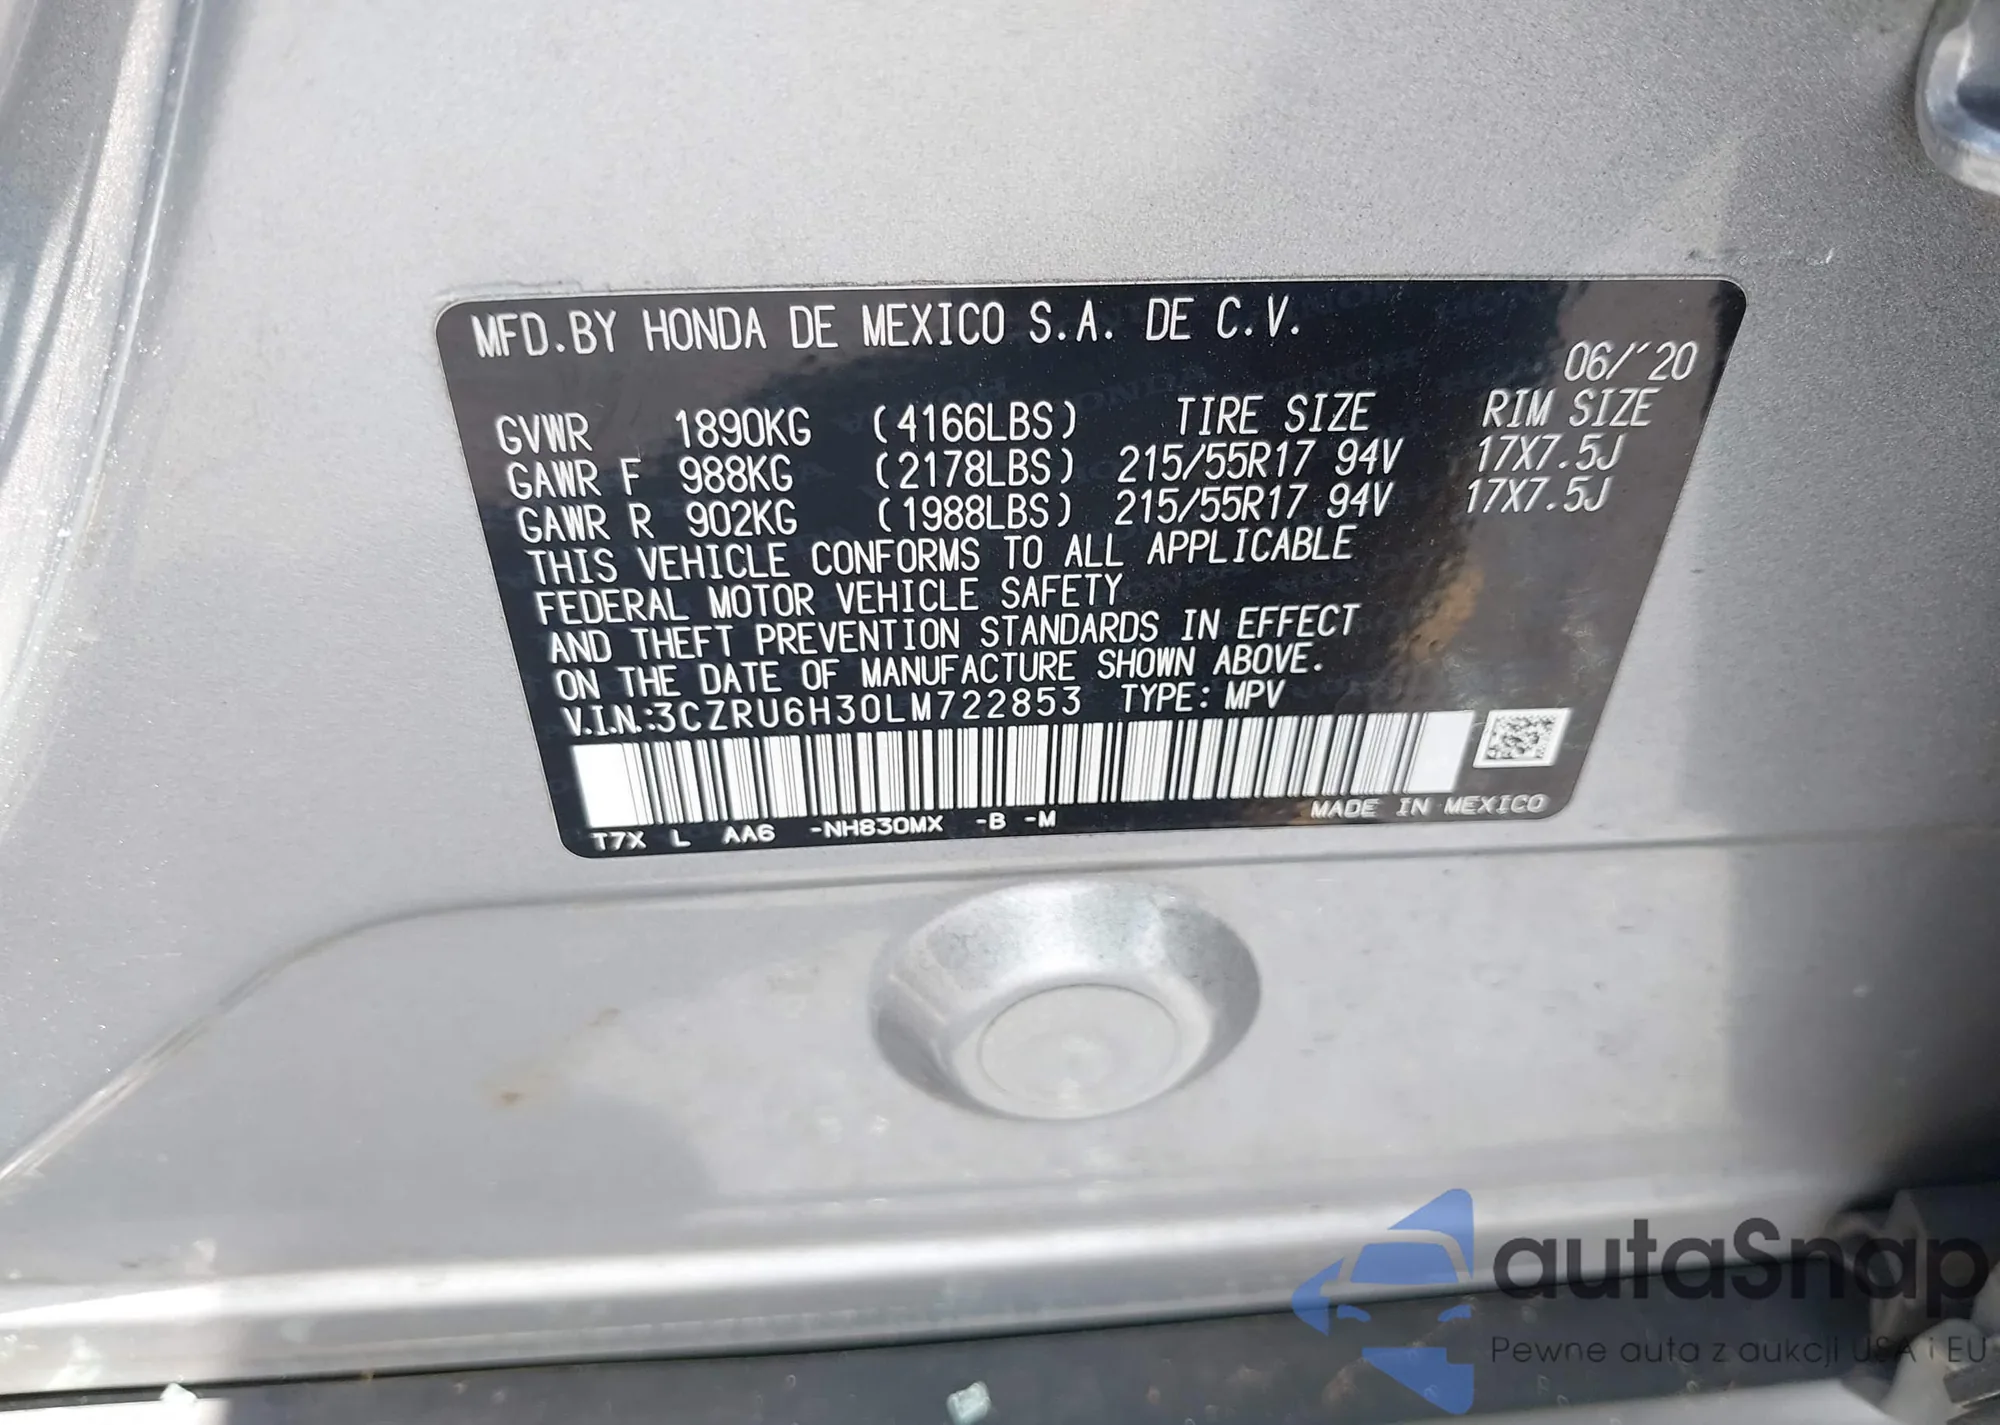 MFD.BY HONDA DE MEXICO S.A. DE C.V.
06/'20
GVWR 1890KG (4166LBS) TIRE SIZE RIM SIZE
GAWR F 988KG (2178LBS) 215/55R17 94V 17X7.5J
GAWR R 902KG (1988LBS) 215/55R17 94V 17X7.5J
THIS VEHICLE CONFORMS TO ALL APPLICABLE
FEDERAL MOTOR VEHICLE SAFETY
AND THEFT PREVENTION STANDARDS IN EFFECT
ON THE DATE OF MANUFACTURE SHOWN ABOVE.
V.I.N.:3CZRU6H30LM722853 TYPE: MPV
T7X L AA6 -NH830MX -B -M MADE IN MEXICO
autaSnap
Pewne auta z aukcji USA i EU